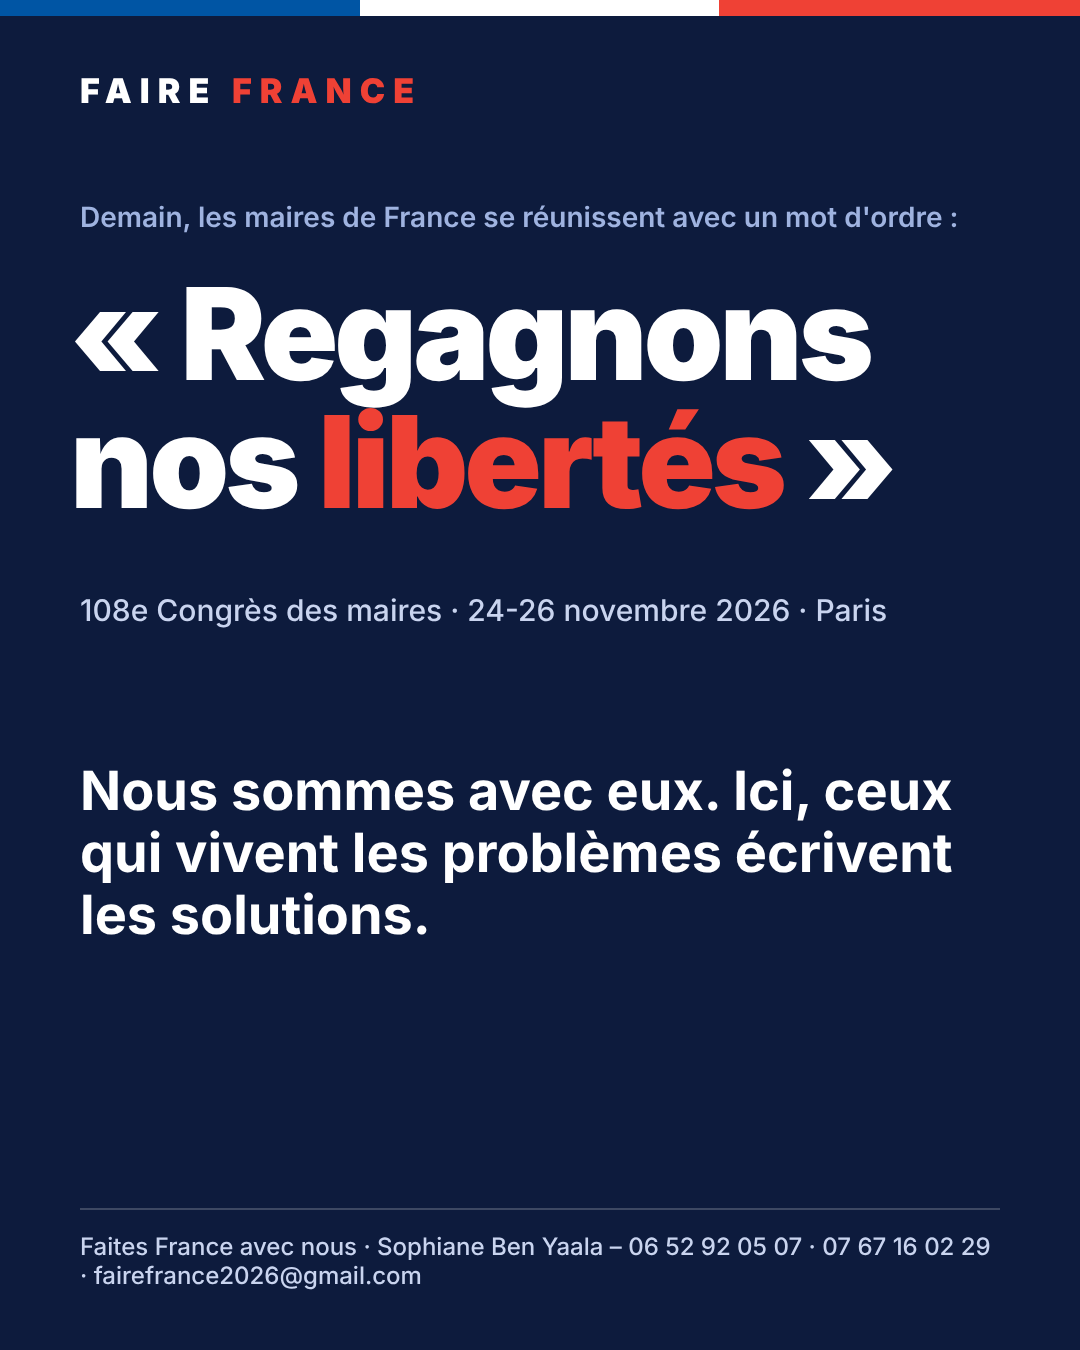 FAIRE FRANCE
Demain, les maires de France se réunissent avec un mot d'ordre :
« Regagnons
nos libertés »
108e Congrès des maires · 24-26 novembre 2026 · Paris
Nous sommes avec eux. Ici, ceux
qui vivent les problèmes écrivent
les solutions.
Faites France avec nous · Sophiane Ben Yaala – 06 52 92 05 07 · 07 67 16 02 29
· fairefrance2026@gmail.com